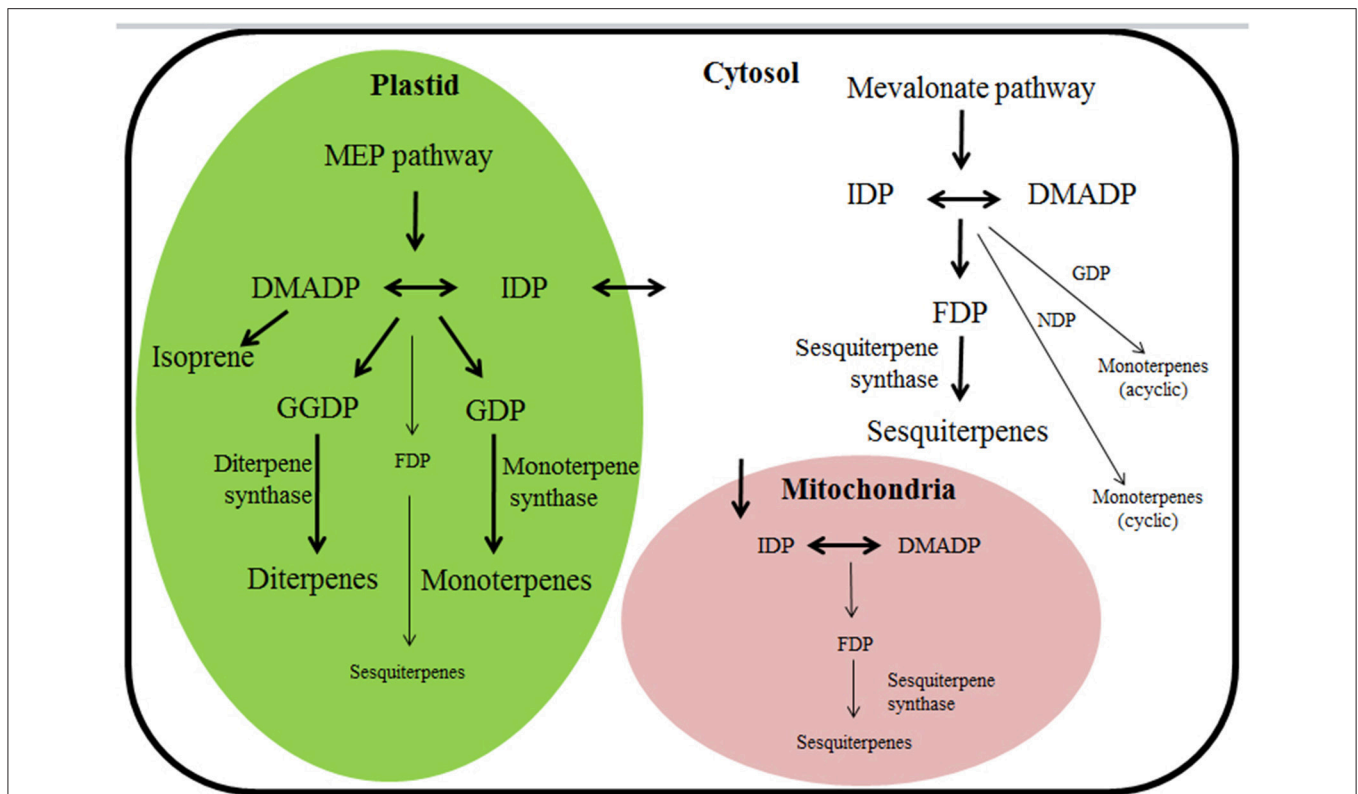 Plastid
MEP pathway
DMADP
IDP
Isoprene
GGDP
GDP
Diterpene
synthase
FDP
Monoterpene
synthase
Diterpenes
Monoterpenes
Sesquiterpenes
Cytosol
Mevalonate pathway
IDP
DMADP
GDP
NDP
FDP
Sesquiterpene
synthase
Monoterpenes
(acyclic)
Sesquiterpenes
Monoterpenes
(cyclic)
Mitochondria
IDP
DMADP
FDP
Sesquiterpene
synthase
Sesquiterpenes